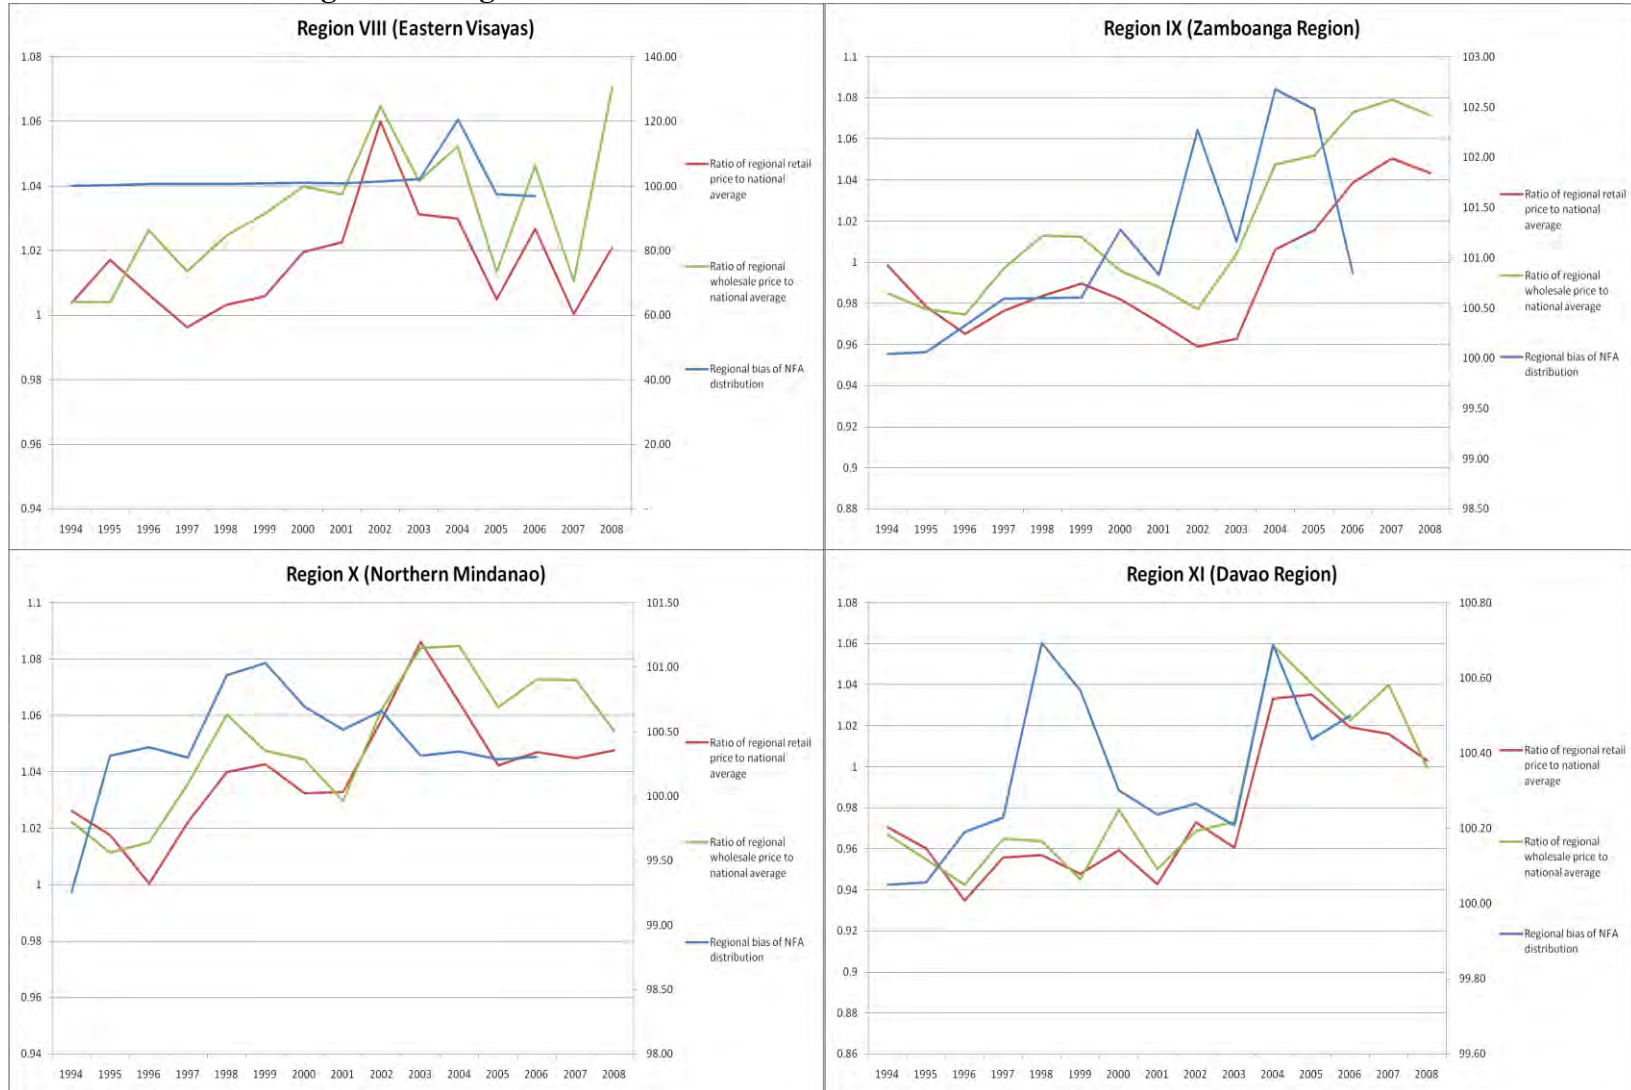 Region VIII (Eastern Visayas)
1.08
1.06
1.04
1.02
1
0.98
0.96
0.94
140.00
120.00
100.00
80.00
60.00
40.00
20.00
-
1994 1995 1996 1997 1998 1999 2000 2001 2002 2003 2004 2005 2006 2007 2008
Ratio of regional retail
price to national
average
Ratio of regional
wholesale price to
national average
Regional bias of NFA
distribution
Region IX (Zamboanga Region)
1.1
1.08
1.06
1.04
1.02
1
0.98
0.96
0.94
0.92
0.9
0.88
103.00
102.50
102.00
101.50
101.00
100.50
100.00
99.50
99.00
98.50
1994 1995 1996 1997 1998 1999 2000 2001 2002 2003 2004 2005 2006 2007 2008
Ratio of regional retail
price to national
average
Ratio of regional
wholesale price to
national average
Regional bias of NFA
distribution
Region X (Northern Mindanao)
1.1
1.08
1.06
1.04
1.02
1
0.98
0.96
0.94
101.50
101.00
100.50
100.00
99.50
99.00
98.50
98.00
1994 1995 1996 1997 1998 1999 2000 2001 2002 2003 2004 2005 2006 2007 2008
Ratio of regional retail
price to national
average
Ratio of regional
wholesale price to
national average
Regional bias of NFA
distribution
Region XI (Davao Region)
1.08
1.06
1.04
1.02
1
0.98
0.96
0.94
0.92
0.9
0.88
0.86
100.80
100.60
100.40
100.20
100.00
99.80
99.60
1994 1995 1996 1997 1998 1999 2000 2001 2002 2003 2004 2005 2006 2007 2008
Ratio of regional retail
price to national
average
Ratio of regional
wholesale price to
national average
Regional bias of NFA
distribution